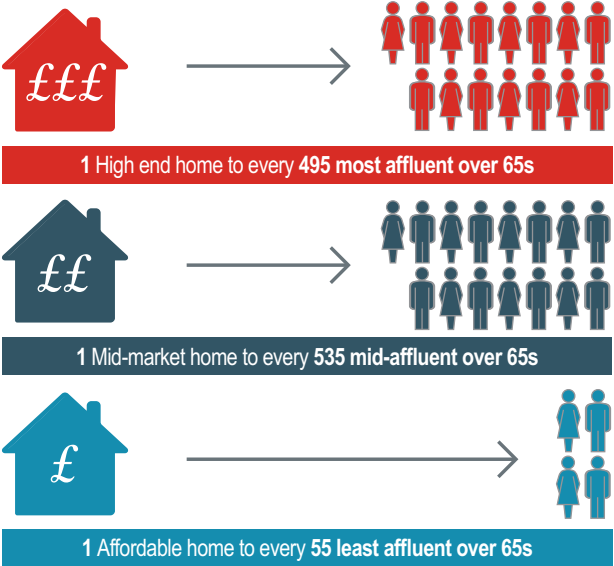 £££
1 High end home to every 495 most affluent over 65s
££
1 Mid-market home to every 535 mid-affluent over 65s
£
1 Affordable home to every 55 least affluent over 65s